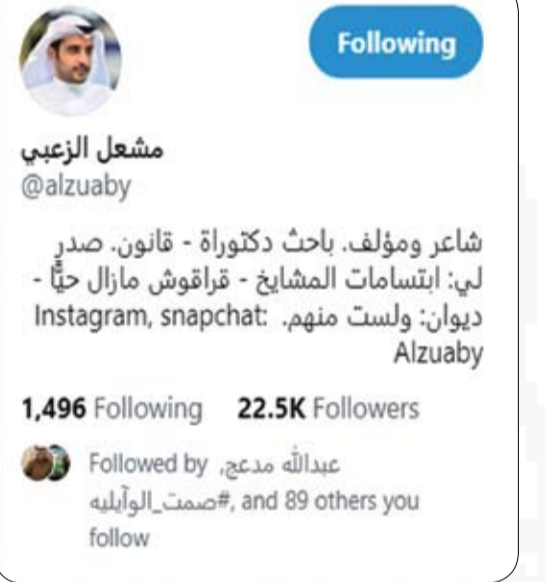 Following
مشعل الزعبي
@alzuaby
شاعر ومؤلف. باحث دكتوراة - قانون. صدر
لي: ابتسامات المشايخ - قراقوش مازال حيًّا -
ديوان: ولست منهم. Instagram, snapchat:
Alzuaby
1,496 Following 22.5K Followers
Followed by عبدالله مدعج,
#صمت_الوآيليه, and 89 others you
follow